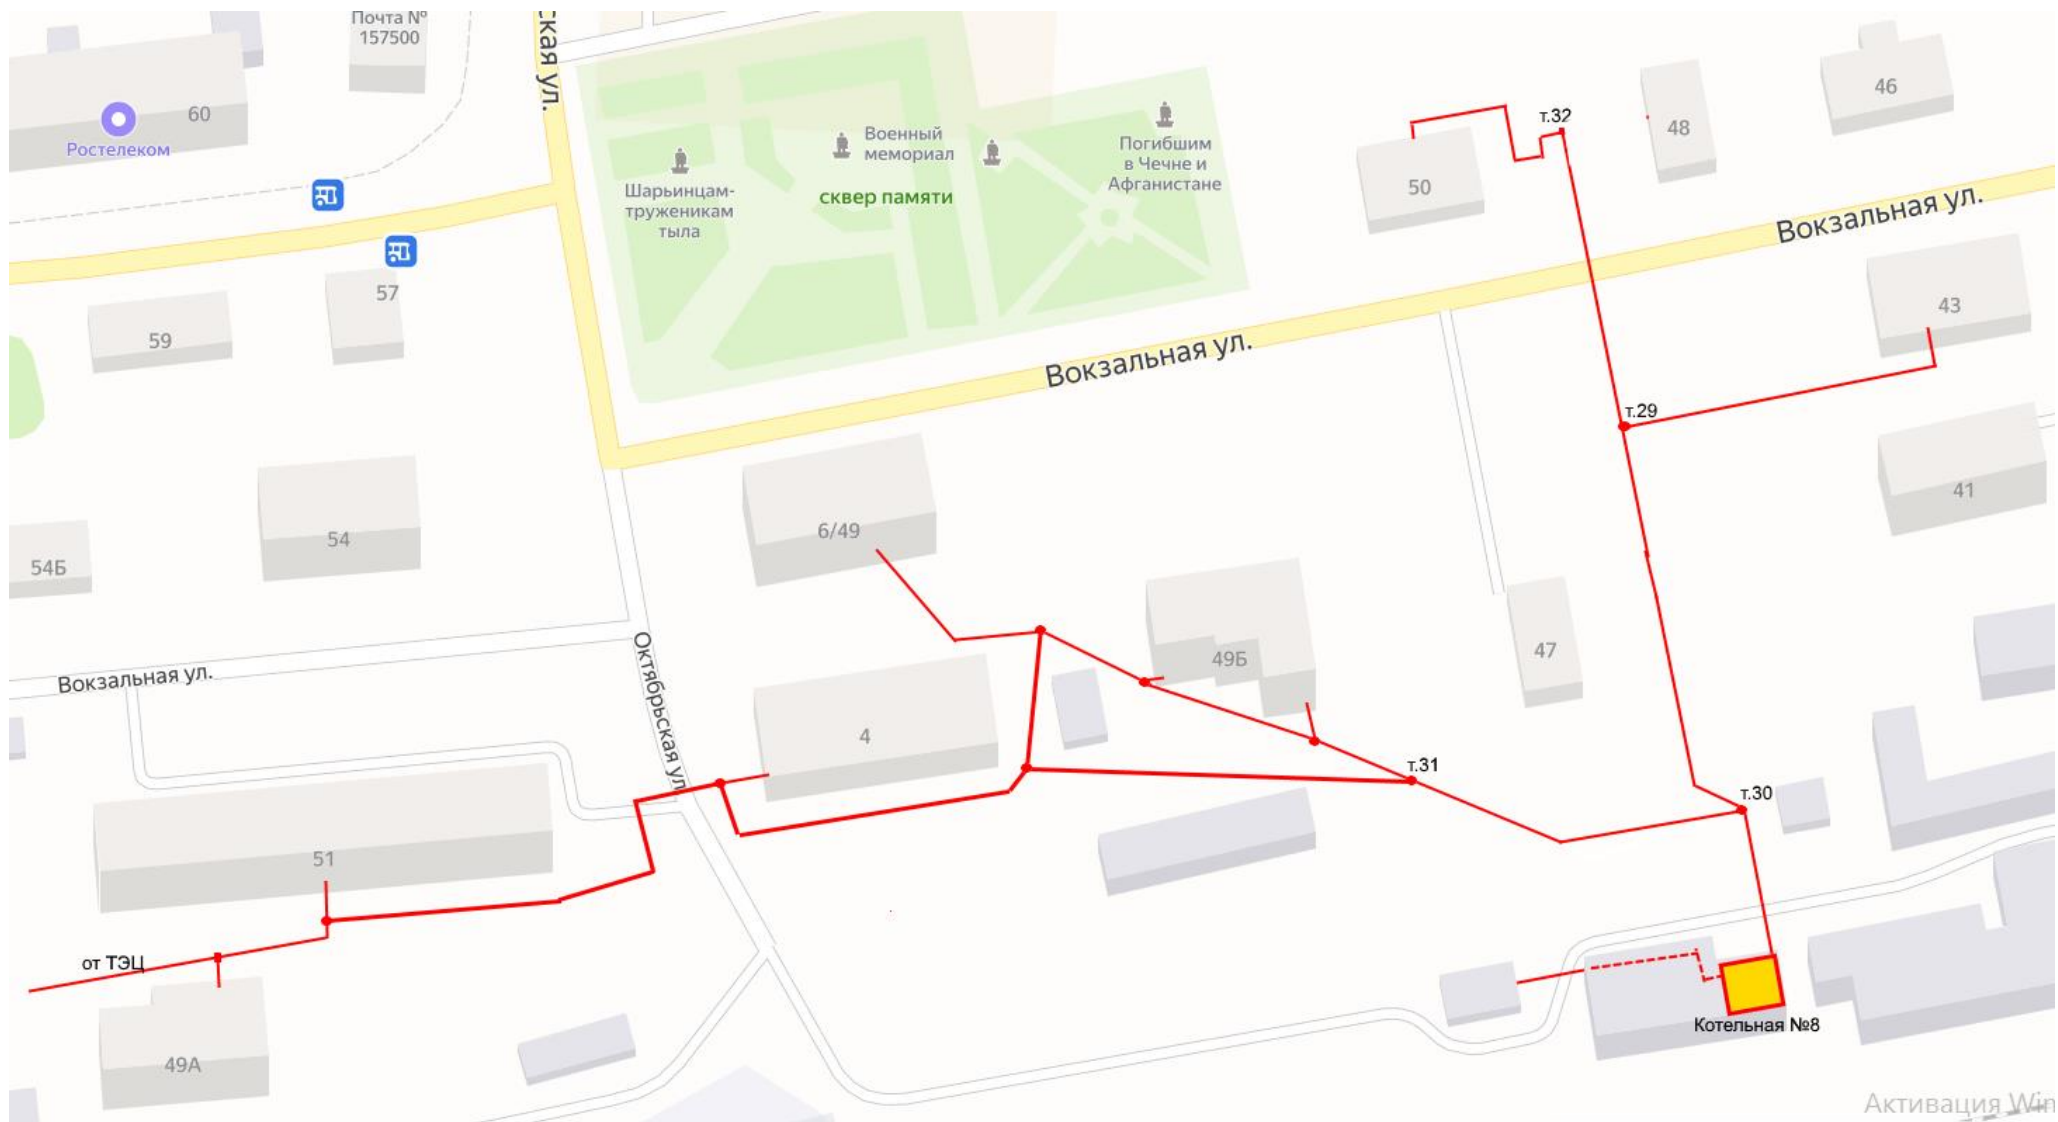 Почта №
157500
ская ул.
60
Ростелеком
Военный
мемориал
Шарьинцам-
труженикам
тыла
сквер памяти
Погибшим
в Чечне и
Афганистане
т.32
50
48
46
Вокзальная ул.
57
59
43
Вокзальная ул.
т.29
41
54
54Б
6/49
Вокзальная ул.
Октябрьская ул.
49Б
47
4
т.31
т.30
51
от ТЭЦ
49А
Котельная №8
Активация Win